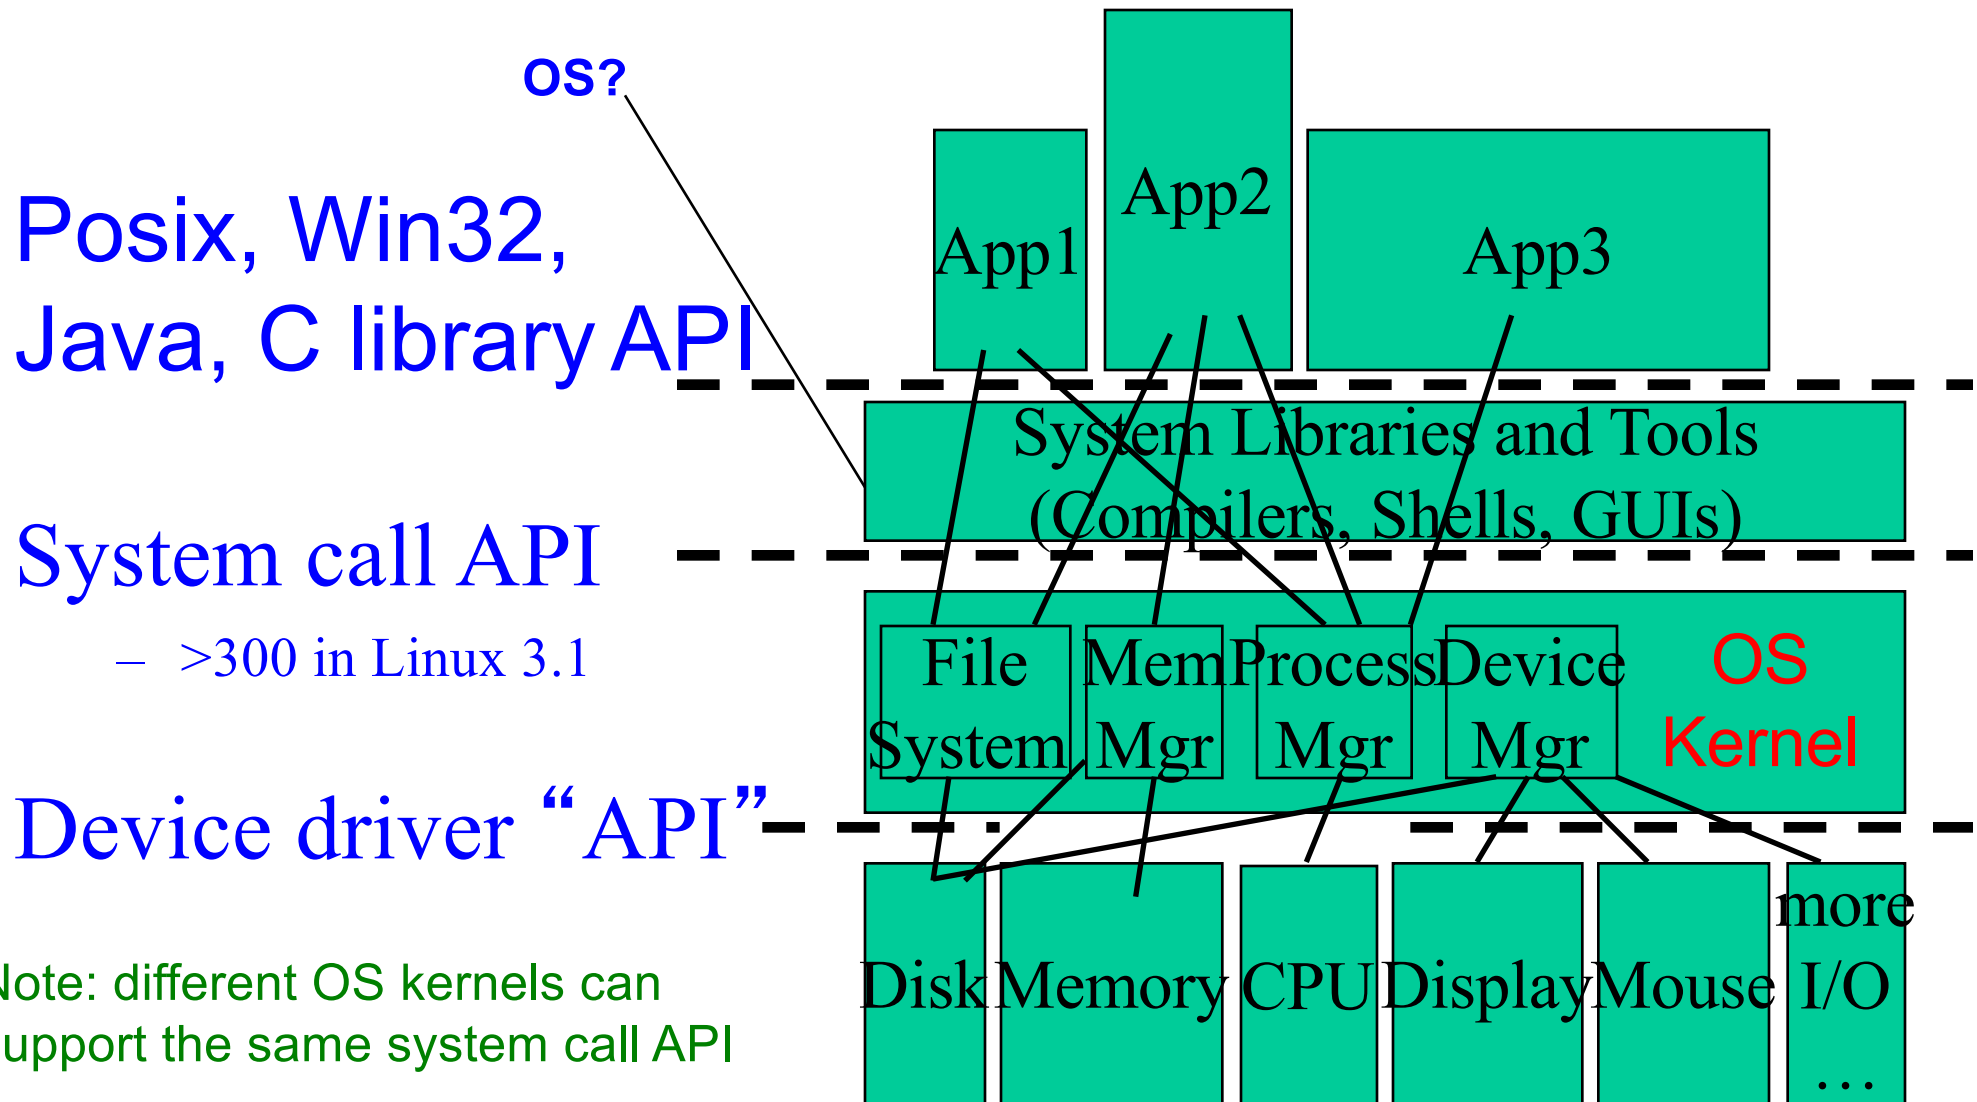 OS?
Posix, Win32,
Java, C library API
System call API
– >300 in Linux 3.1
Device driver “API”
Note: different OS kernels can
upport the same system call API
App1
App2
App3
System Libraries and Tools
(Compilers, Shells, GUIs)
File
System
Mem
Mgr
Process
Mgr
Device
Mgr
OS
Kernel
Disk
Memory
CPU
Display
Mouse
more
I/O
…